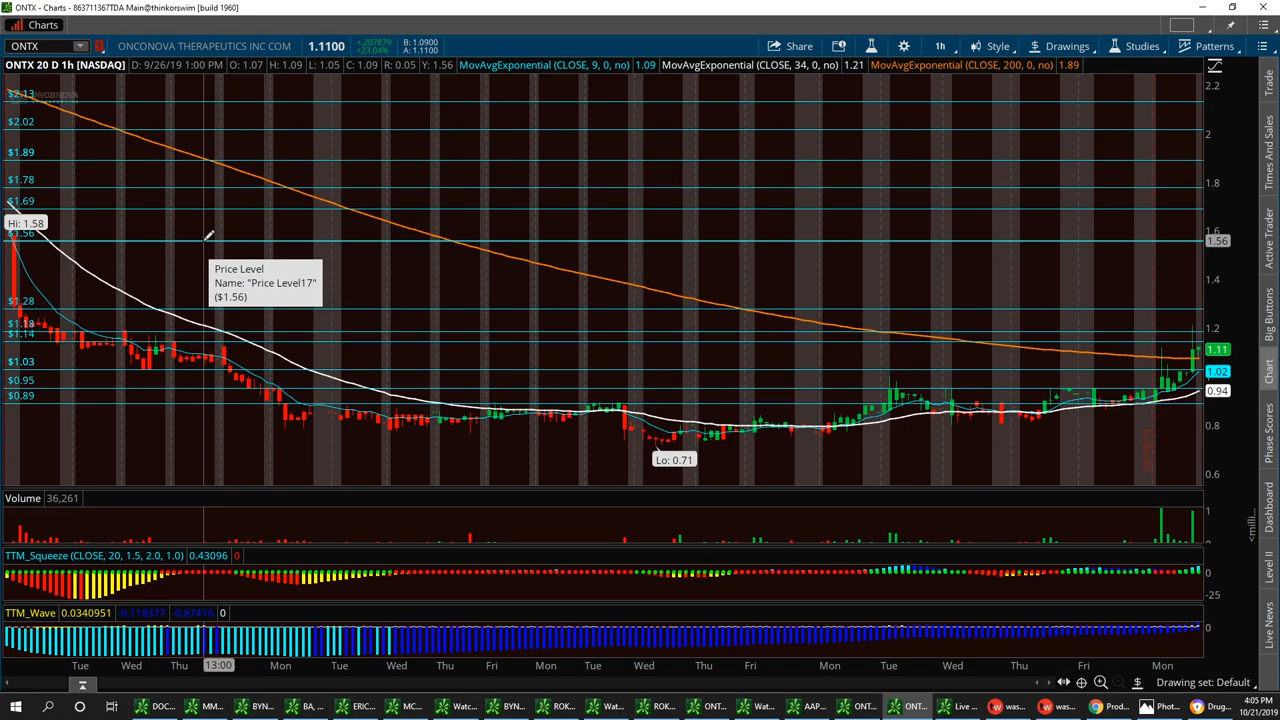 ONTX - Charts - 863711367TDA Main@thinkorswim [build 1960]
Charts
ONTX ONCONOVA THERAPEUTICS INC COM 1.1100 +.207879 +23.04% B: 1.0900 A: 1.1100 Share 1h Style Drawings Studies Patterns
ONTX 20 D 1h [NASDAQ] D: 9/26/19 1:00 PM O: 1.07 H: 1.09 L: 1.05 C: 1.09 R: 0.05 Y: 1.56 MovAvgExponential (CLOSE, 9, 0, no) 1.09 MovAvgExponential (CLOSE, 34, 0, no) 1.21 MovAvgExponential (CLOSE, 200, 0, no) 1.89
$2.13
$2.02
$1.89
$1.78
$1.69
Hi: 1.58
$1.56
$1.28
$1.18
$1.14
$1.03
$0.95
$0.89
Price Level
Name: "Price Level17"
($1.56)
Lo: 0.71
2.2
2
1.8
1.6
1.56
1.4
1.2
1.11
1.02
0.94
0.8
0.6
Volume 36,261
1
0
<milli...
TTM_Squeeze (CLOSE, 20, 1.5, 2.0, 1.0) 0.43096 0
0
-25
TTM_Wave 0.0340951 -0.118377 -0.87416 0
0
Tue Wed Thu 13:00 Mon Tue Wed Thu Fri Mon Tue Wed Thu Fri Mon Tue Wed Thu Fri Mon
Drawing set: Default
Trade
Times And Sales
Active Trader
Big Buttons
Chart
Phase Scores
Dashboard
Level II
Live News
DOC... MM... BYN... BA, ... ERIC... MC... Watc... BYN... ROK... Wat... ROK... ONT... Wat... AAP... ONT... ONT... Live ... was... was... Prod... Phot... Drug...
4:05 PM
10/21/2019